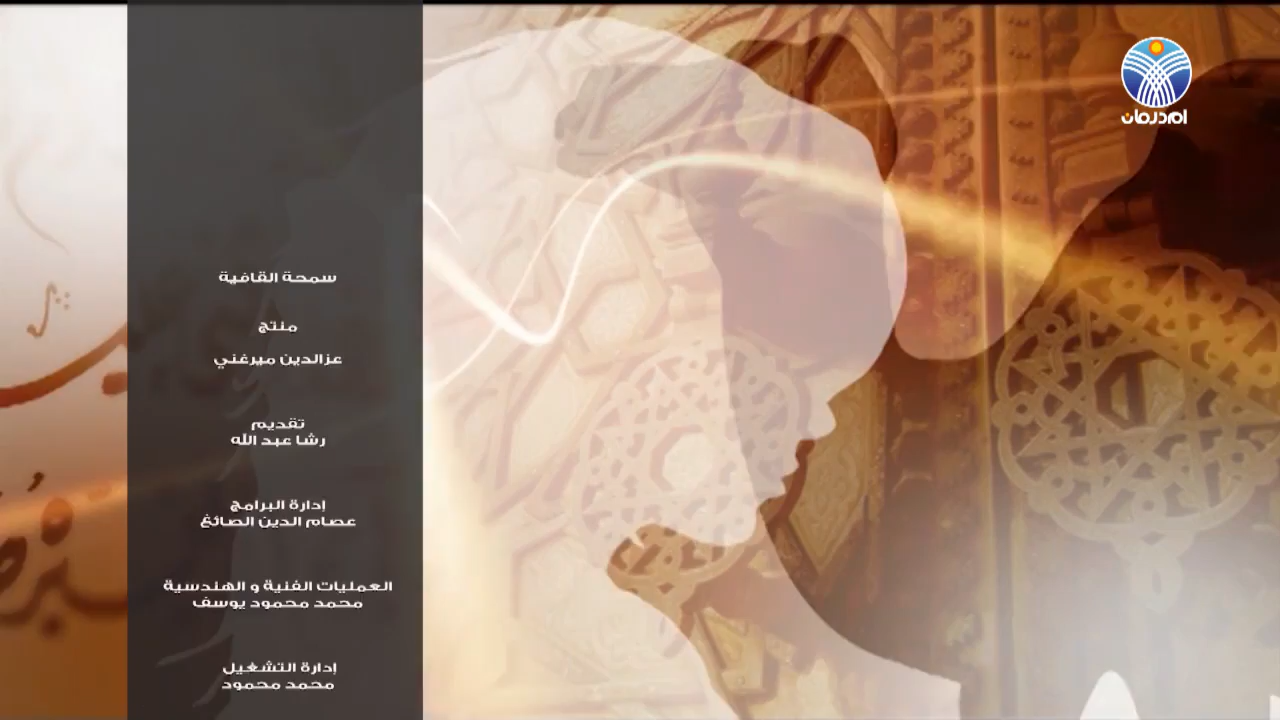 امدرمان
سمحة القافية
منتج
عزالدين ميرغني
تقديم
رشا عبد الله
إدارة البرامج
عصام الدين الصائغ
العمليات الفنية و الهندسية
محمد محمود يوسف
إدارة التشغيل
محمد محمود